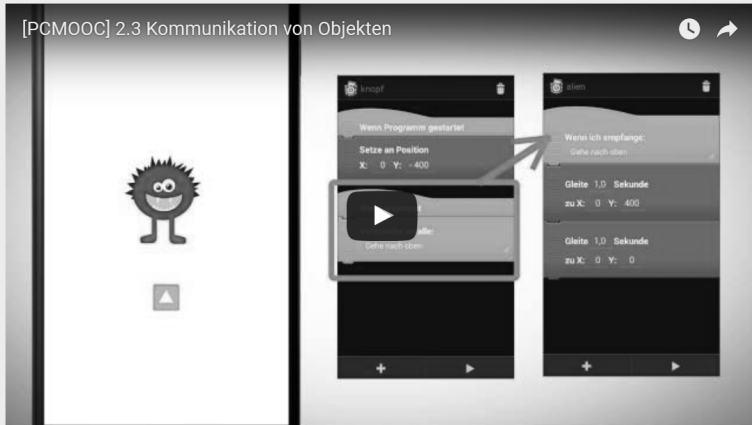 [PCMOOC] 2.3 Kommunikation von Objekten
knopf
Wenn Programm gestartet
Setze an Position
X: 0 Y: -400
Gehe nach oben
alien
Wenn ich empfange:
Gehe nach oben
Gleite 1,0 Sekunde
zu X: 0 Y: 400
Gleite 1,0 Sekunde
zu X: 0 Y: 0